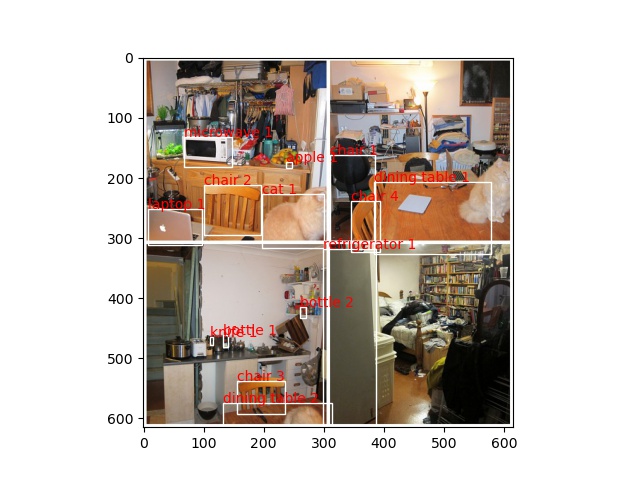 0
100
microwave 1
apple 1
chair 1
200
chair 2
dining table 1
cat 1
chair 4
laptop 1
300
refrigerator 1
400
bottle 2
knife 1
bottle 1
500
chair 3
dining table 2
600
0
100
200
300
400
500
600